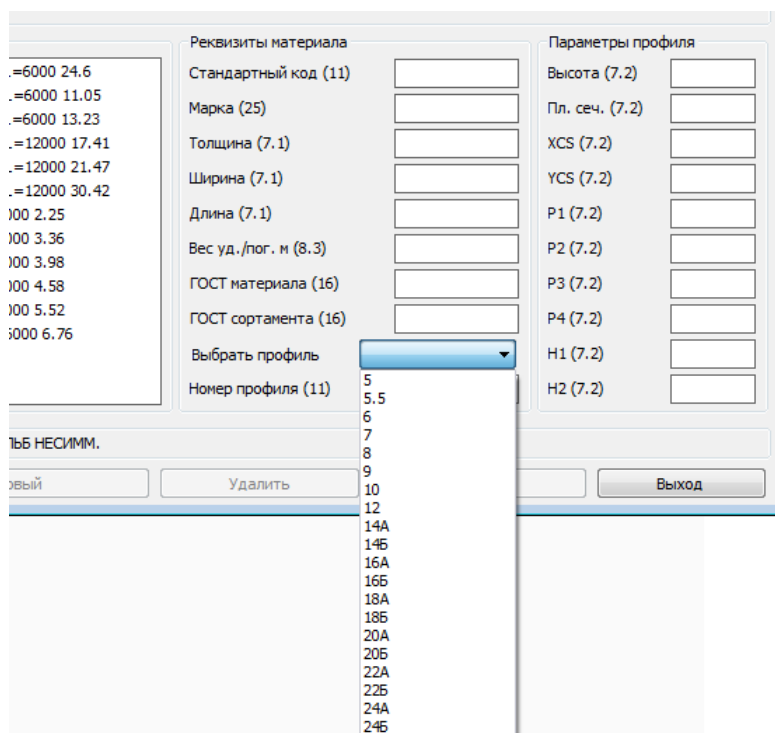 .=6000 24.6
.=6000 11.05
.=6000 13.23
.=12000 17.41
.=12000 21.47
.=12000 30.42
000 2.25
000 3.36
000 3.98
000 4.58
000 5.52
6000 6.76
Реквизиты материала
Стандартный код (11)
Марка (25)
Толщина (7.1)
Ширина (7.1)
Длина (7.1)
Вес уд./пог. м (8.3)
ГОСТ материала (16)
ГОСТ сортамента (16)
Выбрать профиль
Номер профиля (11)
5
5.5
6
7
8
9
10
12
14А
14Б
16А
16Б
18А
18Б
20А
20Б
22А
22Б
24А
24Б
Параметры профиля
Высота (7.2)
Пл. сеч. (7.2)
XCS (7.2)
YCS (7.2)
P1 (7.2)
P2 (7.2)
P3 (7.2)
P4 (7.2)
H1 (7.2)
H2 (7.2)
ЛЬБ НЕСИММ.
овый
Удалить
Выход